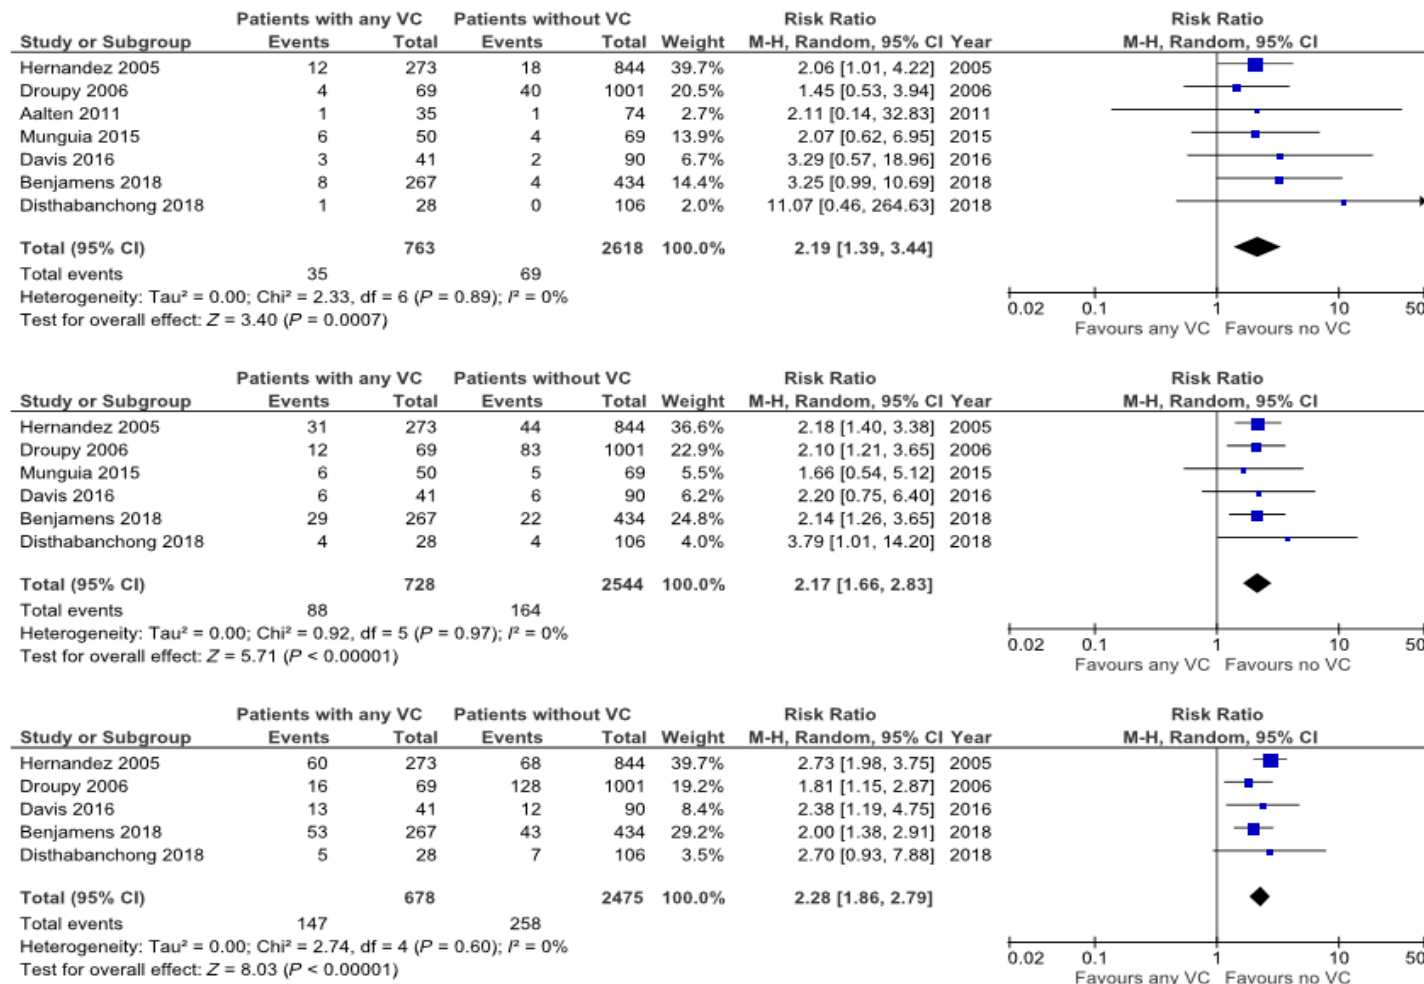 Patients with any VC Patients without VC Risk Ratio Risk Ratio
Study or Subgroup Events Total Events Total Weight M-H, Random, 95% CI Year M-H, Random, 95% CI
Hernandez 2005 12 273 18 844 39.7% 2.06 [1.01, 4.22] 2005
Droupy 2006 4 69 40 1001 20.5% 1.45 [0.53, 3.94] 2006
Aalten 2011 1 35 1 74 2.7% 2.11 [0.14, 32.83] 2011
Munguia 2015 6 50 4 69 13.9% 2.07 [0.62, 6.95] 2015
Davis 2016 3 41 2 90 6.7% 3.29 [0.57, 18.96] 2016
Benjamens 2018 8 267 4 434 14.4% 3.25 [0.99, 10.69] 2018
Disthabanchong 2018 1 28 0 106 2.0% 11.07 [0.46, 264.63] 2018
Total (95% CI) 763 2618 100.0% 2.19 [1.39, 3.44]
Total events 35 69
Heterogeneity: Tau² = 0.00; Chi² = 2.33, df = 6 (P = 0.89); I² = 0%
Test for overall effect: Z = 3.40 (P = 0.0007)
0.02 0.1 1 10 50
Favours any VC Favours no VC
Patients with any VC Patients without VC Risk Ratio Risk Ratio
Study or Subgroup Events Total Events Total Weight M-H, Random, 95% CI Year M-H, Random, 95% CI
Hernandez 2005 31 273 44 844 36.6% 2.18 [1.40, 3.38] 2005
Droupy 2006 12 69 83 1001 22.9% 2.10 [1.21, 3.65] 2006
Munguia 2015 6 50 5 69 5.5% 1.66 [0.54, 5.12] 2015
Davis 2016 6 41 6 90 6.2% 2.20 [0.75, 6.40] 2016
Benjamens 2018 29 267 22 434 24.8% 2.14 [1.26, 3.65] 2018
Disthabanchong 2018 4 28 4 106 4.0% 3.79 [1.01, 14.20] 2018
Total (95% CI) 728 2544 100.0% 2.17 [1.66, 2.83]
Total events 88 164
Heterogeneity: Tau² = 0.00; Chi² = 0.92, df = 5 (P = 0.97); I² = 0%
Test for overall effect: Z = 5.71 (P < 0.00001)
0.02 0.1 1 10 50
Favours any VC Favours no VC
Patients with any VC Patients without VC Risk Ratio Risk Ratio
Study or Subgroup Events Total Events Total Weight M-H, Random, 95% CI Year M-H, Random, 95% CI
Hernandez 2005 60 273 68 844 39.7% 2.73 [1.98, 3.75] 2005
Droupy 2006 16 69 128 1001 19.2% 1.81 [1.15, 2.87] 2006
Davis 2016 13 41 12 90 8.4% 2.38 [1.19, 4.75] 2016
Benjamens 2018 53 267 43 434 29.2% 2.00 [1.38, 2.91] 2018
Disthabanchong 2018 5 28 7 106 3.5% 2.70 [0.93, 7.88] 2018
Total (95% CI) 678 2475 100.0% 2.28 [1.86, 2.79]
Total events 147 258
Heterogeneity: Tau² = 0.00; Chi² = 2.74, df = 4 (P = 0.60); I² = 0%
Test for overall effect: Z = 8.03 (P < 0.00001)
0.02 0.1 1 10 50
Favours any VC Favours no VC